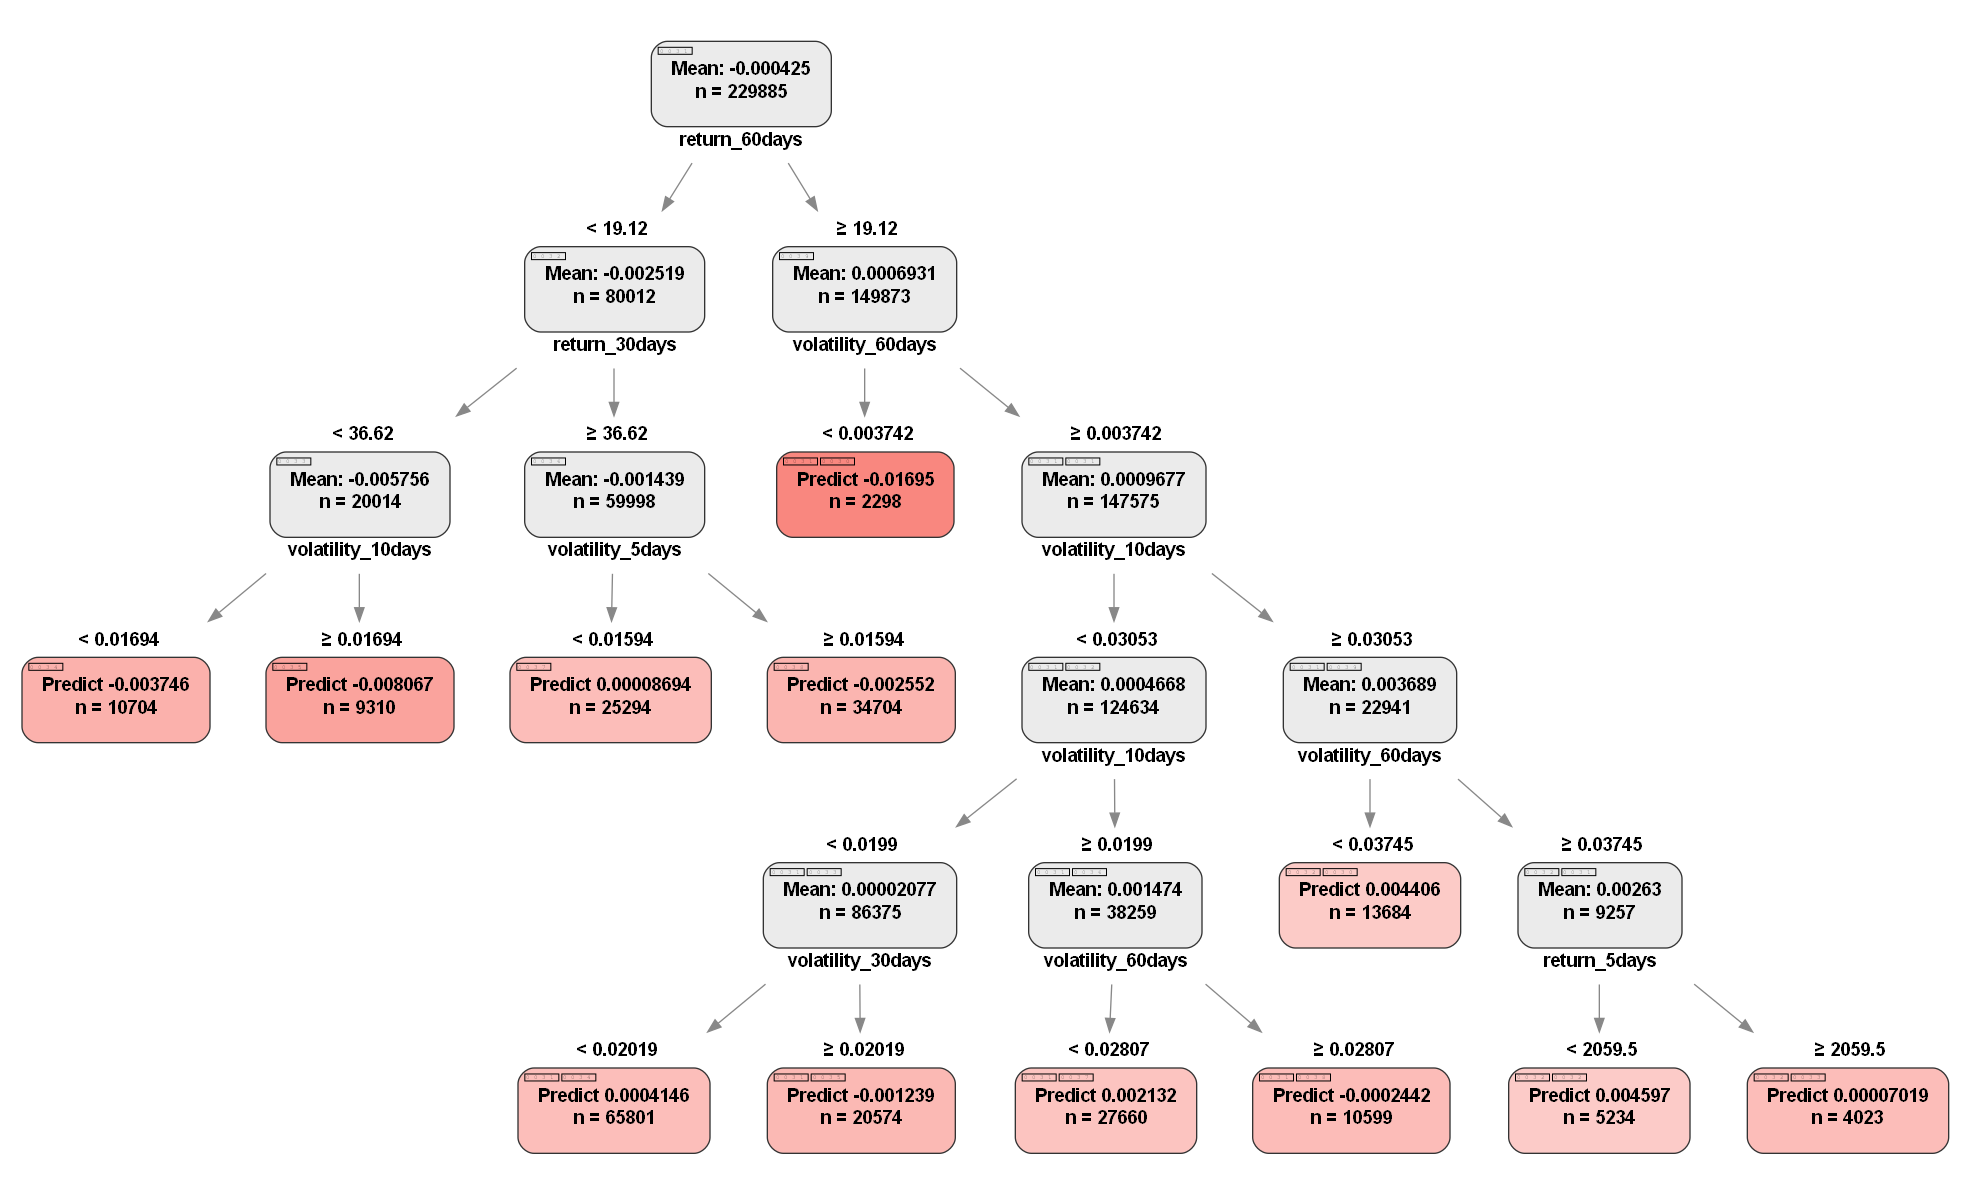 Mean: -0.000425
n = 229885
return_60days
< 19.12
≥ 19.12
Mean: -0.002519
n = 80012
return_30days
Mean: 0.0006931
n = 149873
volatility_60days
< 36.62
≥ 36.62
< 0.003742
≥ 0.003742
Mean: -0.005756
n = 20014
volatility_10days
Mean: -0.001439
n = 59998
volatility_5days
Predict -0.01695
n = 2298
Mean: 0.0009677
n = 147575
volatility_10days
< 0.01694
≥ 0.01694
< 0.01594
≥ 0.01594
< 0.03053
≥ 0.03053
Predict -0.003746
n = 10704
Predict -0.008067
n = 9310
Predict 0.00008694
n = 25294
Predict -0.002552
n = 34704
Mean: 0.0004668
n = 124634
volatility_10days
Mean: 0.003689
n = 22941
volatility_60days
< 0.0199
≥ 0.0199
< 0.03745
≥ 0.03745
Mean: 0.00002077
n = 86375
volatility_30days
Mean: 0.001474
n = 38259
volatility_60days
Predict 0.004406
n = 13684
Mean: 0.00263
n = 9257
return_5days
< 0.02019
≥ 0.02019
< 0.02807
≥ 0.02807
< 2059.5
≥ 2059.5
Predict 0.0004146
n = 65801
Predict -0.001239
n = 20574
Predict 0.002132
n = 27660
Predict -0.0002442
n = 10599
Predict 0.004597
n = 5234
Predict 0.00007019
n = 4023